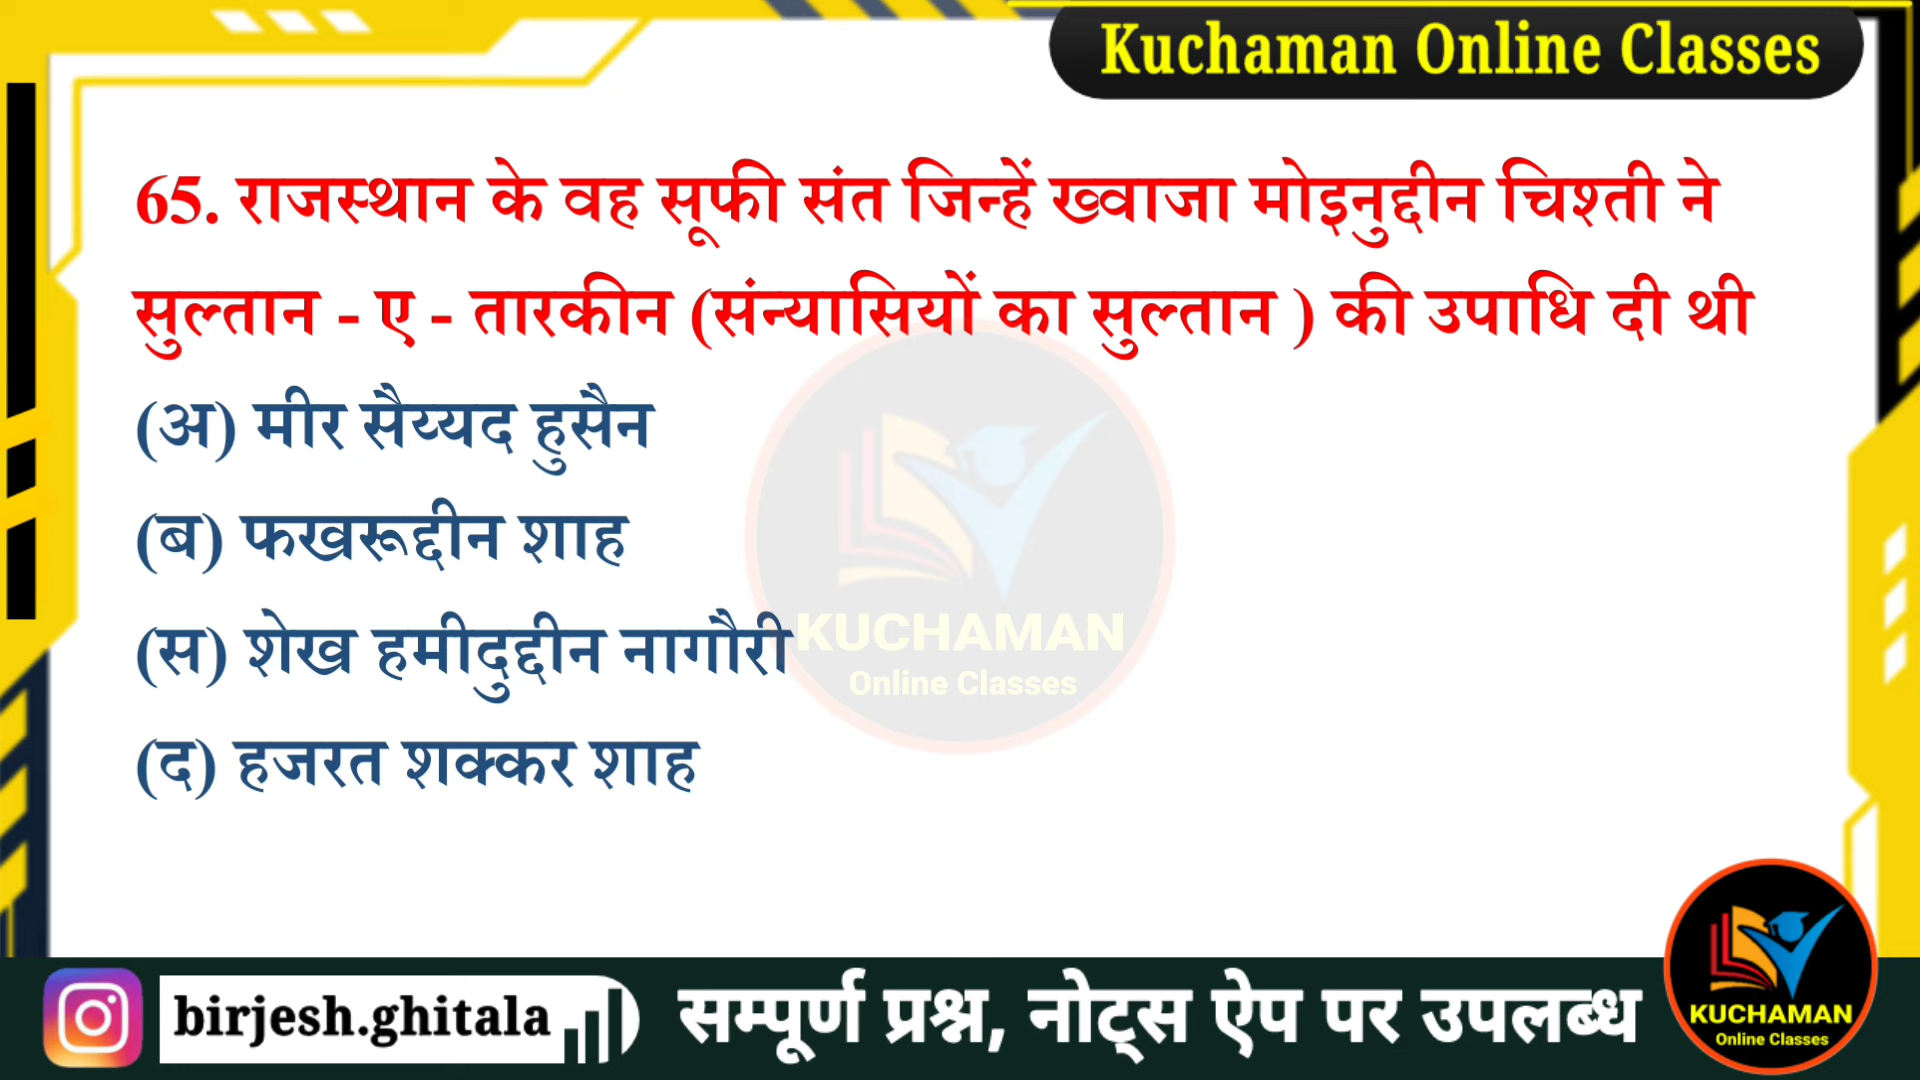 Kuchaman Online Classes
65. राजस्थान के वह सूफी संत जिन्हें ख्वाजा मोइनुद्दीन चिश्ती ने
सुल्तान - ए - तारकीन (संन्यासियों का सुल्तान ) की उपाधि दी थी
(अ) मीर सैय्यद हुसैन
(ब) फखरूद्दीन शाह
(स) शेख हमीदुद्दीन नागौरी
(द) हजरत शक्कर शाह
KUCHAMAN
Online Classes
birjesh.ghitala
सम्पूर्ण प्रश्न, नोट्स ऐप पर उपलब्ध
KUCHAMAN
Online Classes